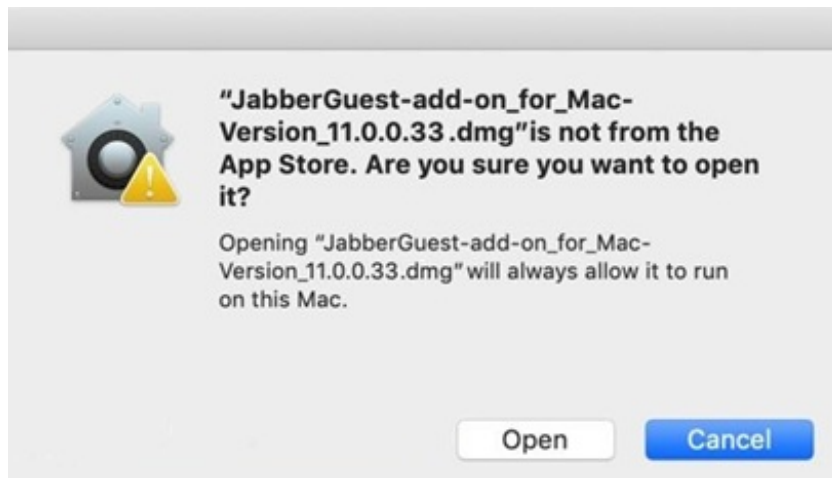 "JabberGuest-add-on_for_Mac-
Version_11.0.0.33 .dmg"is not from the
App Store. Are you sure you want to open
it?
Opening "JabberGuest-add-on_for_Mac-
Version_11.0.0.33.dmg" will always allow it to run
on this Mac.
Open Cancel